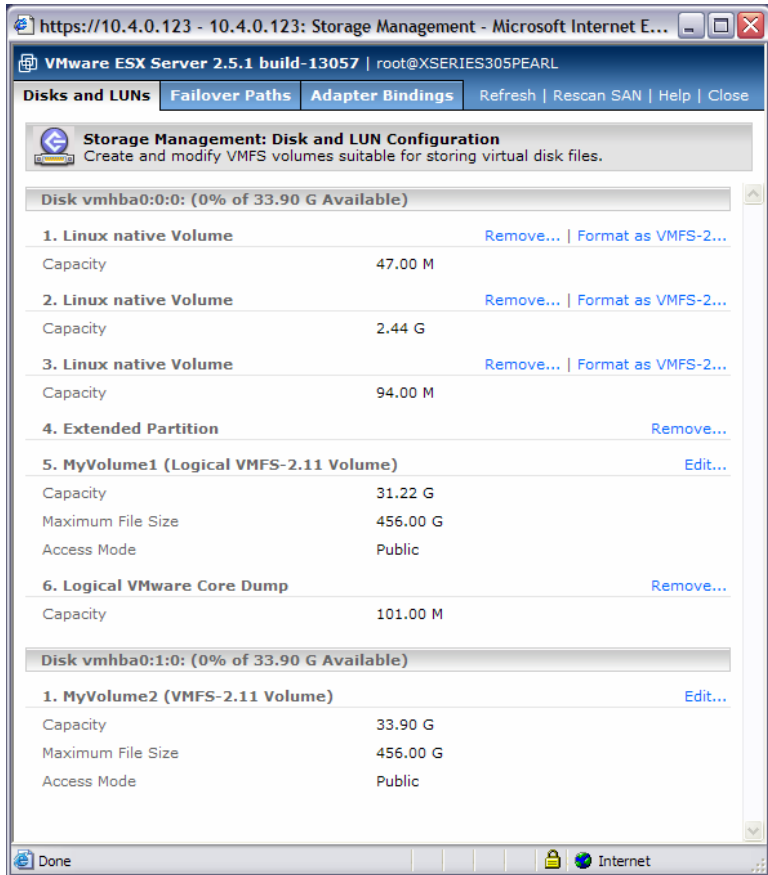 https://10.4.0.123 - 10.4.0.123: Storage Management - Microsoft Internet E...
VMware ESX Server 2.5.1 build-13057 | root@XSERIES305PEARL
Disks and LUNs Failover Paths Adapter Bindings Refresh | Rescan SAN | Help | Close
Storage Management: Disk and LUN Configuration
Create and modify VMFS volumes suitable for storing virtual disk files.
Disk vmhba0:0:0: (0% of 33.90 G Available)
1. Linux native Volume Remove... | Format as VMFS-2...
Capacity 47.00 M
2. Linux native Volume Remove... | Format as VMFS-2...
Capacity 2.44 G
3. Linux native Volume Remove... | Format as VMFS-2...
Capacity 94.00 M
4. Extended Partition Remove...
5. MyVolume1 (Logical VMFS-2.11 Volume) Edit...
Capacity 31.22 G
Maximum File Size 456.00 G
Access Mode Public
6. Logical VMware Core Dump Remove...
Capacity 101.00 M
Disk vmhba0:1:0: (0% of 33.90 G Available)
1. MyVolume2 (VMFS-2.11 Volume) Edit...
Capacity 33.90 G
Maximum File Size 456.00 G
Access Mode Public
Done Internet